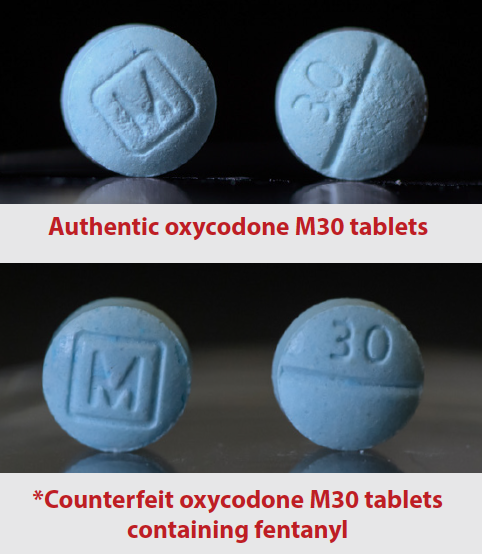 M
30
Authentic oxycodone M30 tablets
M
30
*Counterfeit oxycodone M30 tablets
containing fentanyl